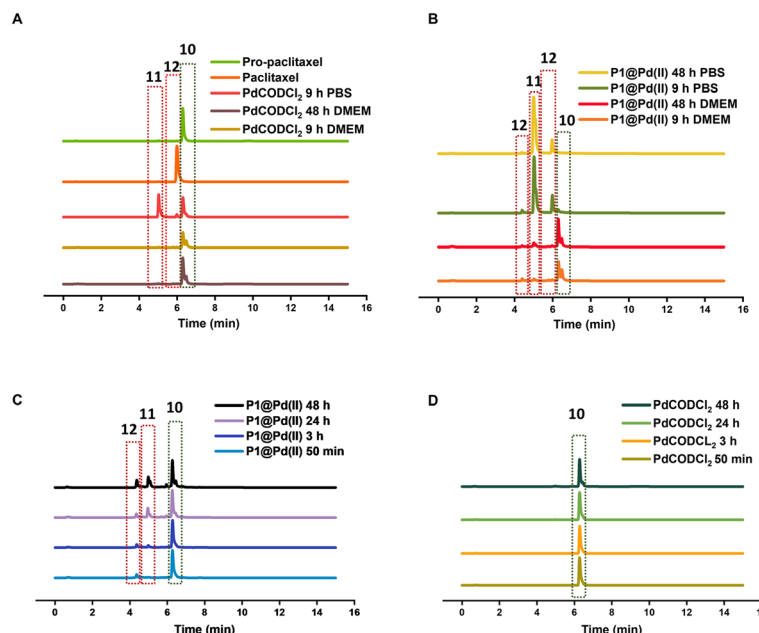 A
11
12
10
Pro-paclitaxel
Paclitaxel
PdCODCl₂ 9 h PBS
PdCODCl₂ 48 h DMEM
PdCODCl₂ 9 h DMEM
0 2 4 6 8 10 12 14 16
Time (min)
B
12
11
12
10
P1@Pd(II) 48 h PBS
P1@Pd(II) 9 h PBS
P1@Pd(II) 48 h DMEM
P1@Pd(II) 9 h DMEM
0 2 4 6 8 10 12 14 16
Time (min)
C
12
11
10
P1@Pd(II) 48 h
P1@Pd(II) 24 h
P1@Pd(II) 3 h
P1@Pd(II) 50 min
0 2 4 6 8 10 12 14 16
Time (min)
D
10
PdCODCl₂ 48 h
PdCODCl₂ 24 h
PdCODCL₂ 3 h
PdCODCl₂ 50 min
0 2 4 6 8 10 12 14 16
Time (min)